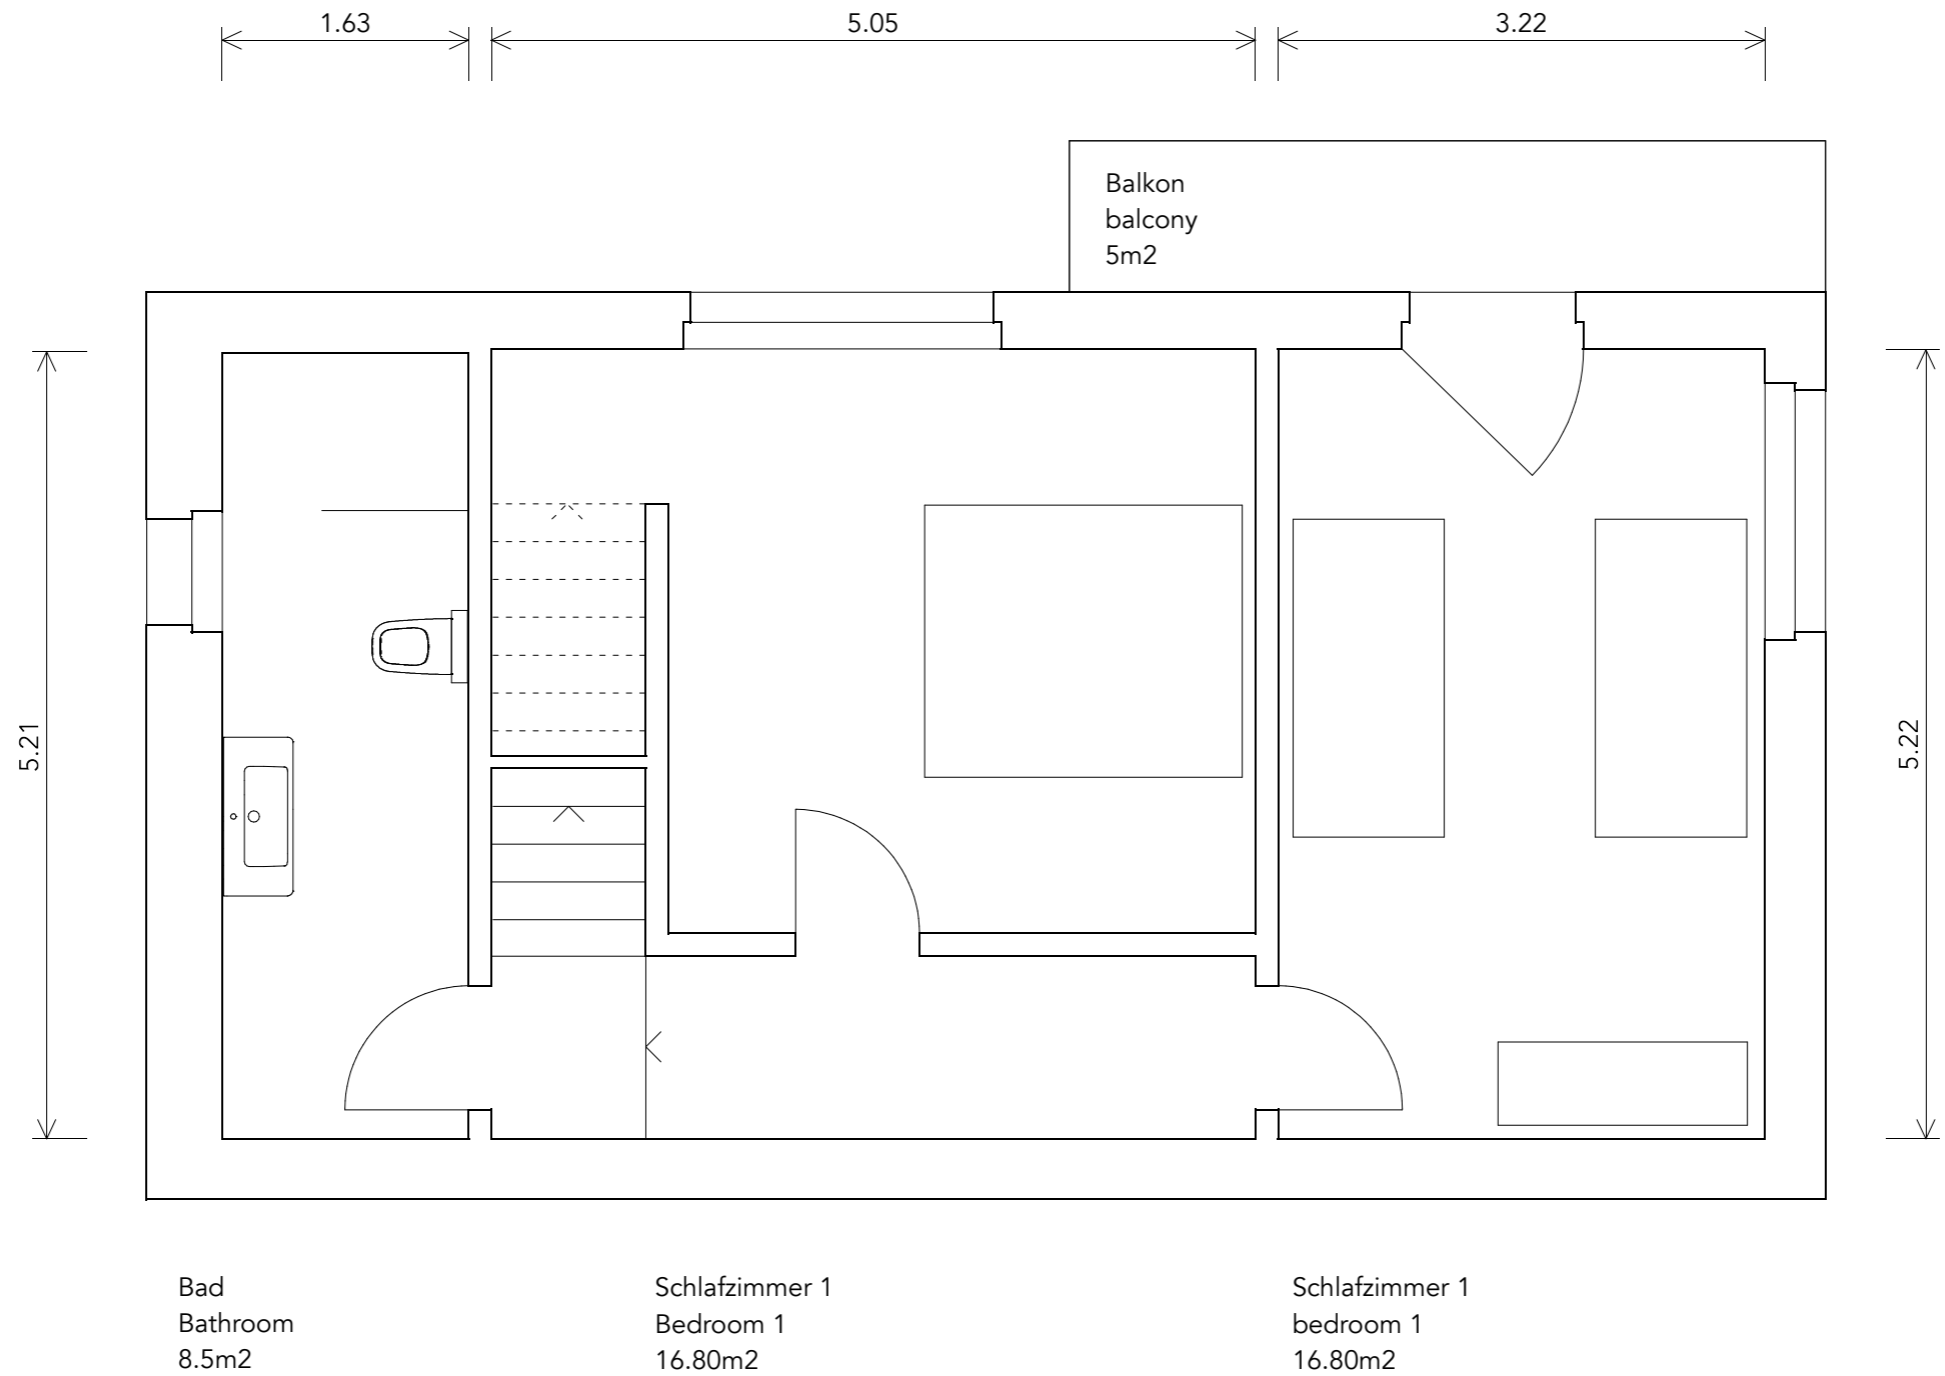 1.63
5.05
3.22
Balkon
balcony
5m2
5.21
5.22
Bad
Bathroom
8.5m2
Schlafzimmer 1
Bedroom 1
16.80m2
Schlafzimmer 1
bedroom 1
16.80m2